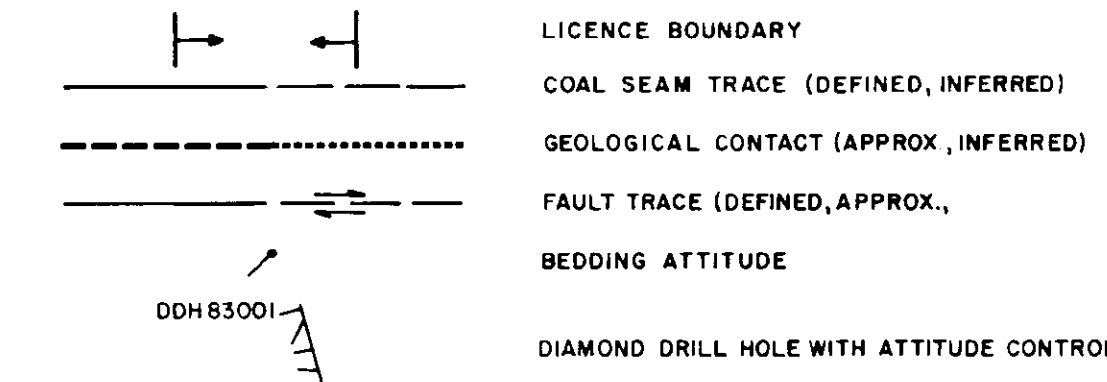 LICENCE BOUNDARY
COAL SEAM TRACE (DEFINED, INFERRED)
GEOLOGICAL CONTACT (APPROX., INFERRED)
FAULT TRACE (DEFINED, APPROX.,
BEDDING ATTITUDE
DDH 83001
DIAMOND DRILL HOLE WITH ATTITUDE CONTROL